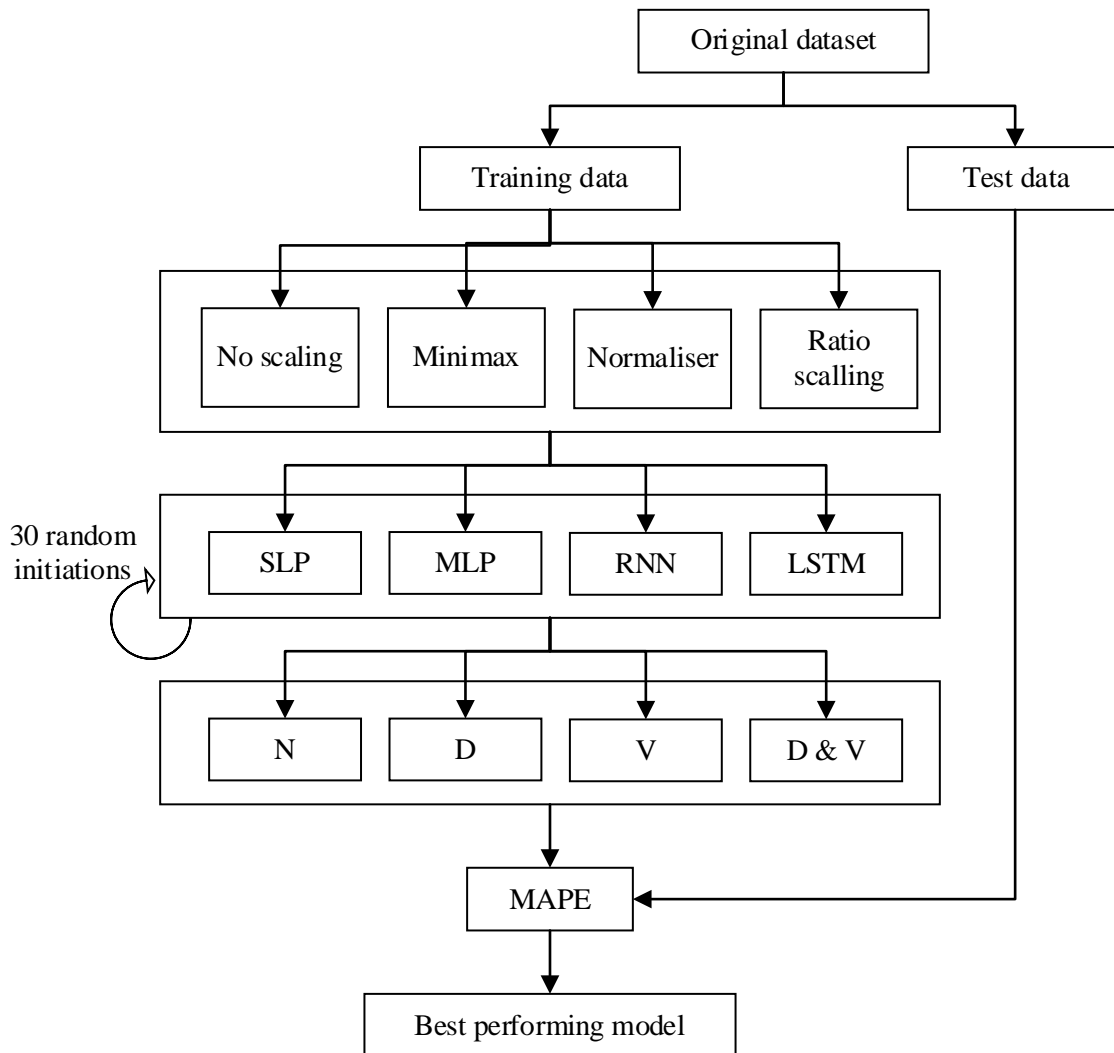 Original dataset
Training data
Test data
No scaling
Minimax
Normaliser
Ratio
scalling
30 random
initiations
SLP
MLP
RNN
LSTM
N
D
V
D & V
MAPE
Best performing model